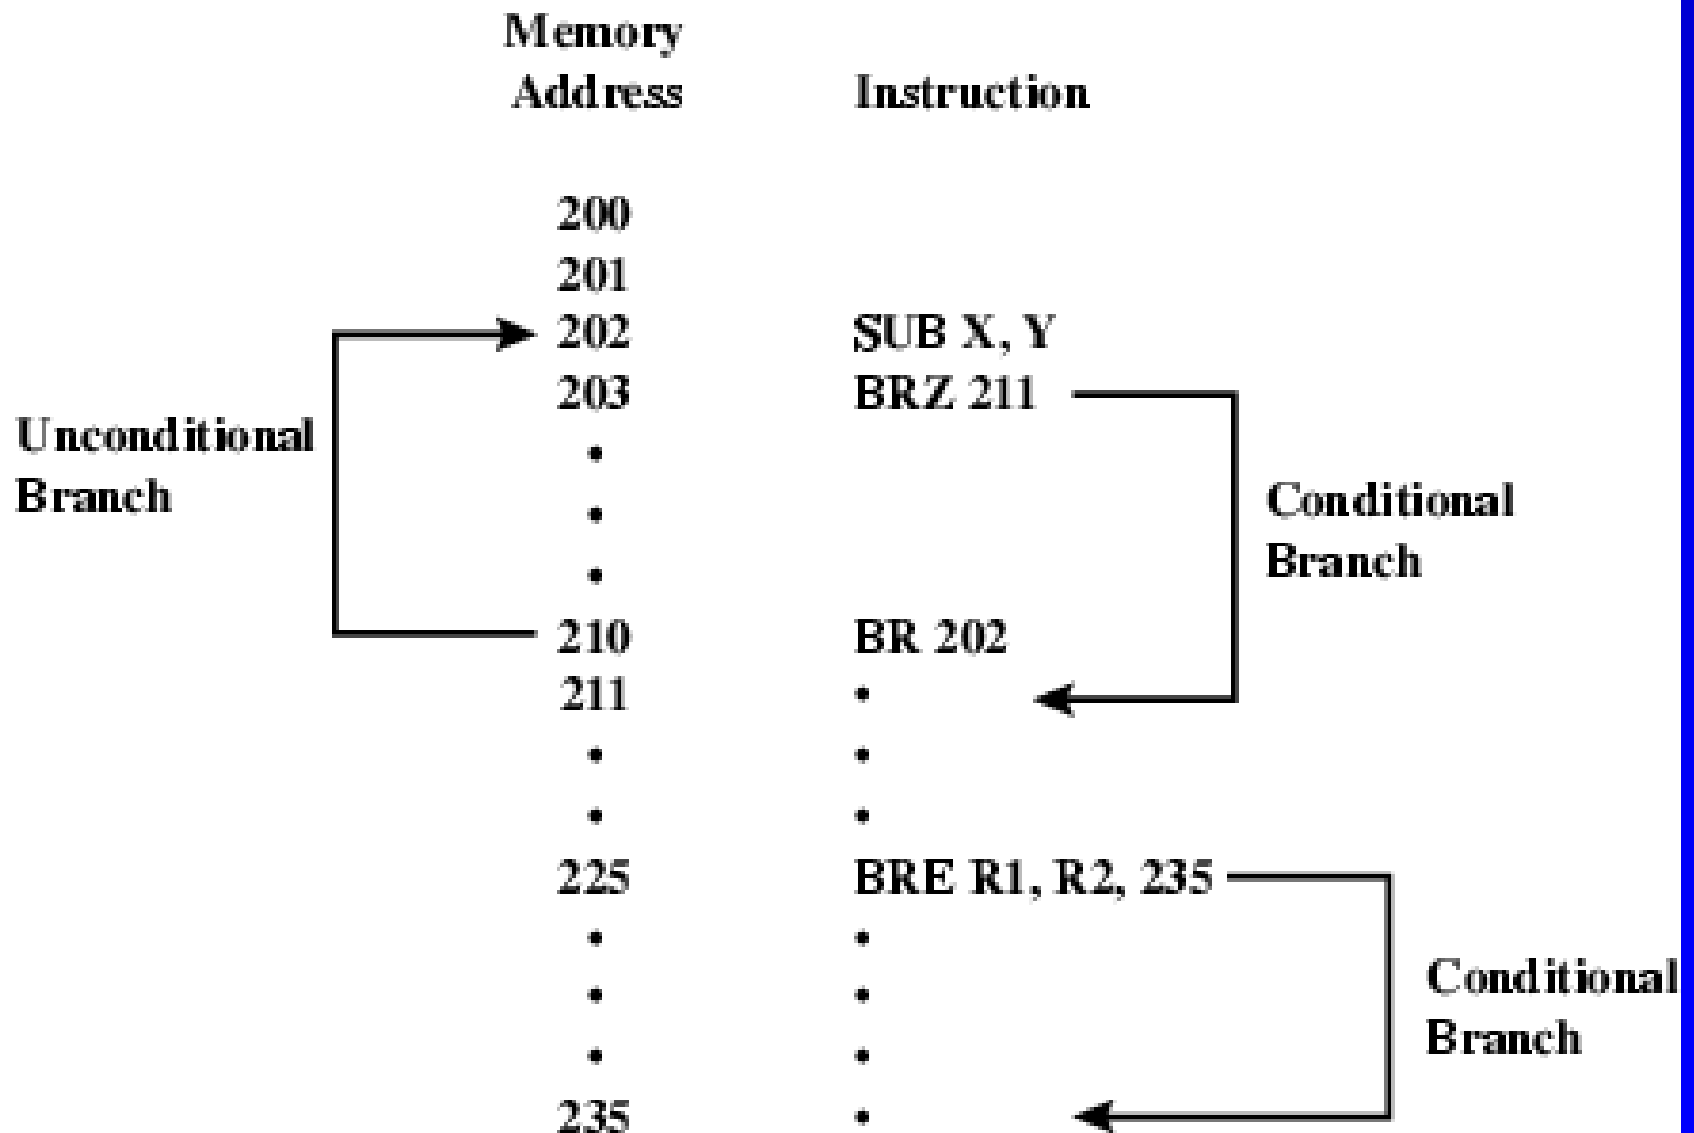 Memory
Address Instruction
200
201
202 SUB X, Y
203 BRZ 211
Unconditional
Branch
Conditional
Branch
210 BR 202
211
225 BRE R1, R2, 235
Conditional
Branch
235